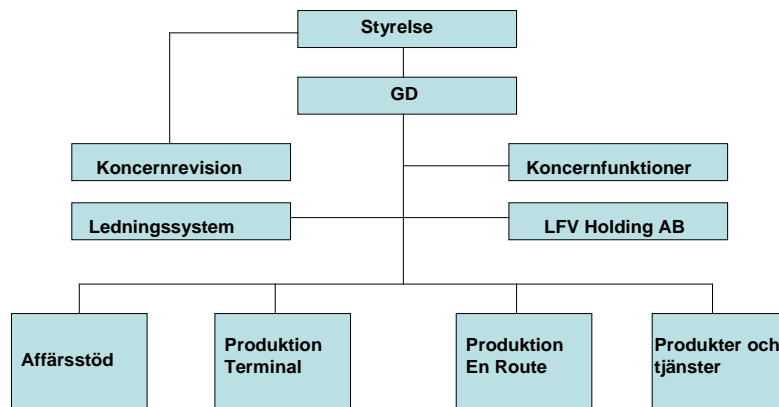 Styrelse
GD
Koncernrevision
Koncernfunktioner
Ledningssystem
LFV Holding AB
Affärsstöd
Produktion
Terminal
Produktion
En Route
Produkter och
tjänster